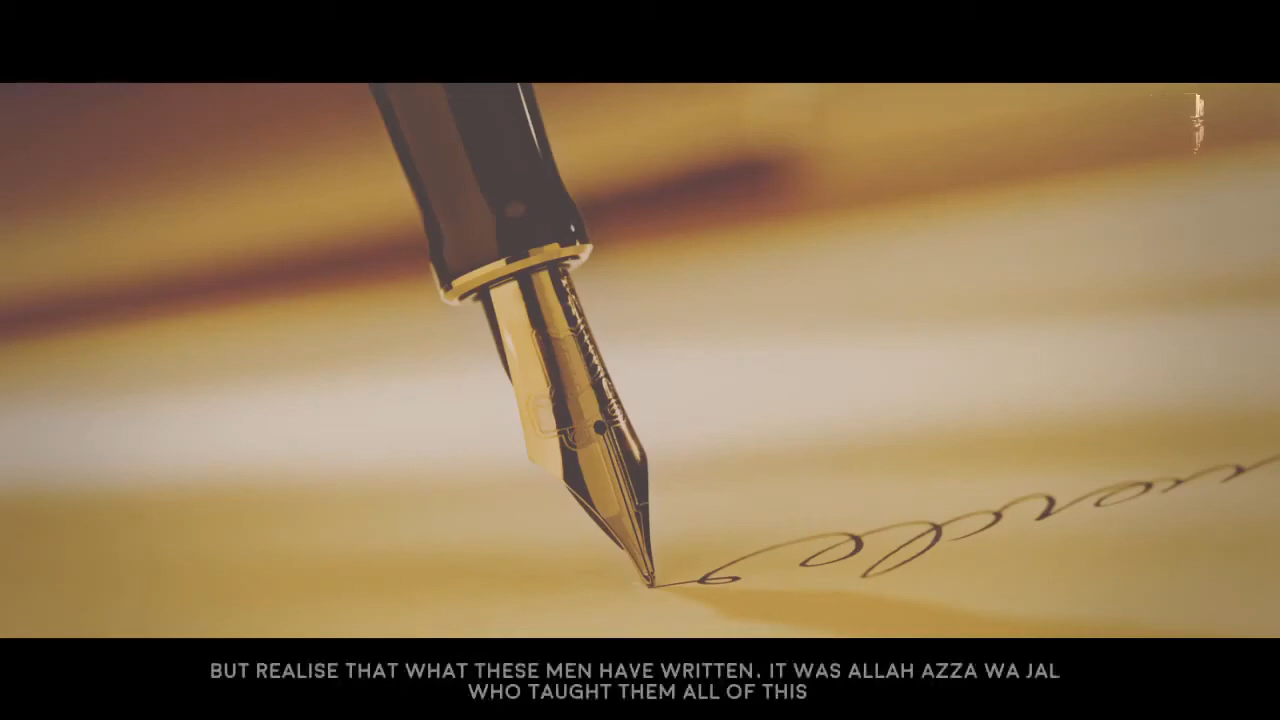 BUT REALISE THAT WHAT THESE MEN HAVE WRITTEN. IT WAS ALLAH AZZA WA JAL
WHO TAUGHT THEM ALL OF THIS